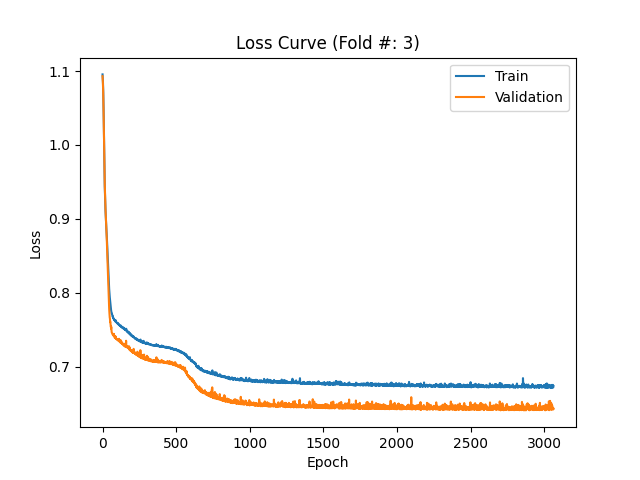 Loss Curve (Fold #: 3)
Train
Validation
Loss
1.1
1.0
0.9
0.8
0.7
0 500 1000 1500 2000 2500 3000
Epoch